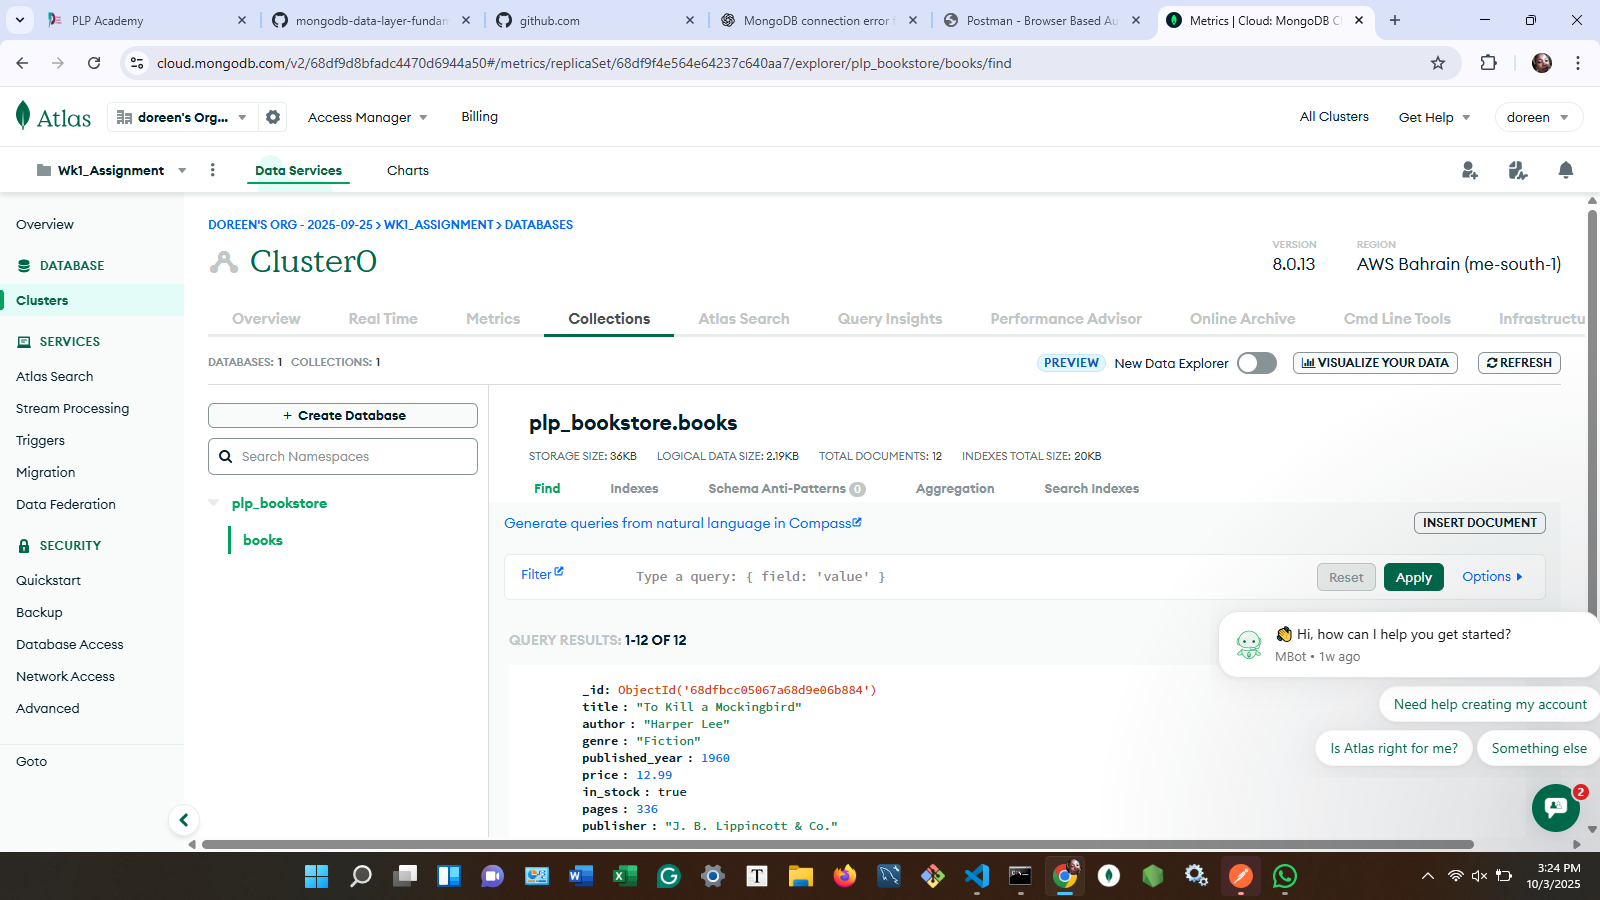 PLP Academy
mongodb-data-layer-fundam
github.com
MongoDB connection error f
Postman - Browser Based Au
Metrics | Cloud: MongoDB Cl
cloud.mongodb.com/v2/68df9d8bfadc4470d6944a50#/metrics/replicaSet/68df9f4e564e64237c640aa7/explorer/plp_bookstore/books/find
Atlas
doreen's Org...
Access Manager
Billing
All Clusters
Get Help
doreen
Wk1_Assignment
Data Services
Charts
Overview
DATABASE
Clusters
SERVICES
Atlas Search
Stream Processing
Triggers
Migration
Data Federation
SECURITY
Quickstart
Backup
Database Access
Network Access
Advanced
Goto
DOREEN'S ORG - 2025-09-25 > WK1_ASSIGNMENT > DATABASES
Cluster0
VERSION
8.0.13
REGION
AWS Bahrain (me-south-1)
Overview
Real Time
Metrics
Collections
Atlas Search
Query Insights
Performance Advisor
Online Archive
Cmd Line Tools
Infrastructu
DATABASES: 1 COLLECTIONS: 1
PREVIEW
New Data Explorer
VISUALIZE YOUR DATA
REFRESH
+ Create Database
Search Namespaces
plp_bookstore
books
plp_bookstore.books
STORAGE SIZE: 36KB
LOGICAL DATA SIZE: 2.19KB
TOTAL DOCUMENTS: 12
INDEXES TOTAL SIZE: 20KB
Find
Indexes
Schema Anti-Patterns 0
Aggregation
Search Indexes
Generate queries from natural language in Compass
INSERT DOCUMENT
Filter
Type a query: { field: 'value' }
Reset
Apply
Options
QUERY RESULTS: 1-12 OF 12
_id: ObjectId('68dfbcc05067a68d9e06b884')
title : "To Kill a Mockingbird"
author : "Harper Lee"
genre : "Fiction"
published_year : 1960
price : 12.99
in_stock : true
pages : 336
publisher : "J. B. Lippincott & Co."
👋 Hi, how can I help you get started?
MBot • 1w ago
Need help creating my account
Is Atlas right for me?
Something else
2
3:24 PM
10/3/2025